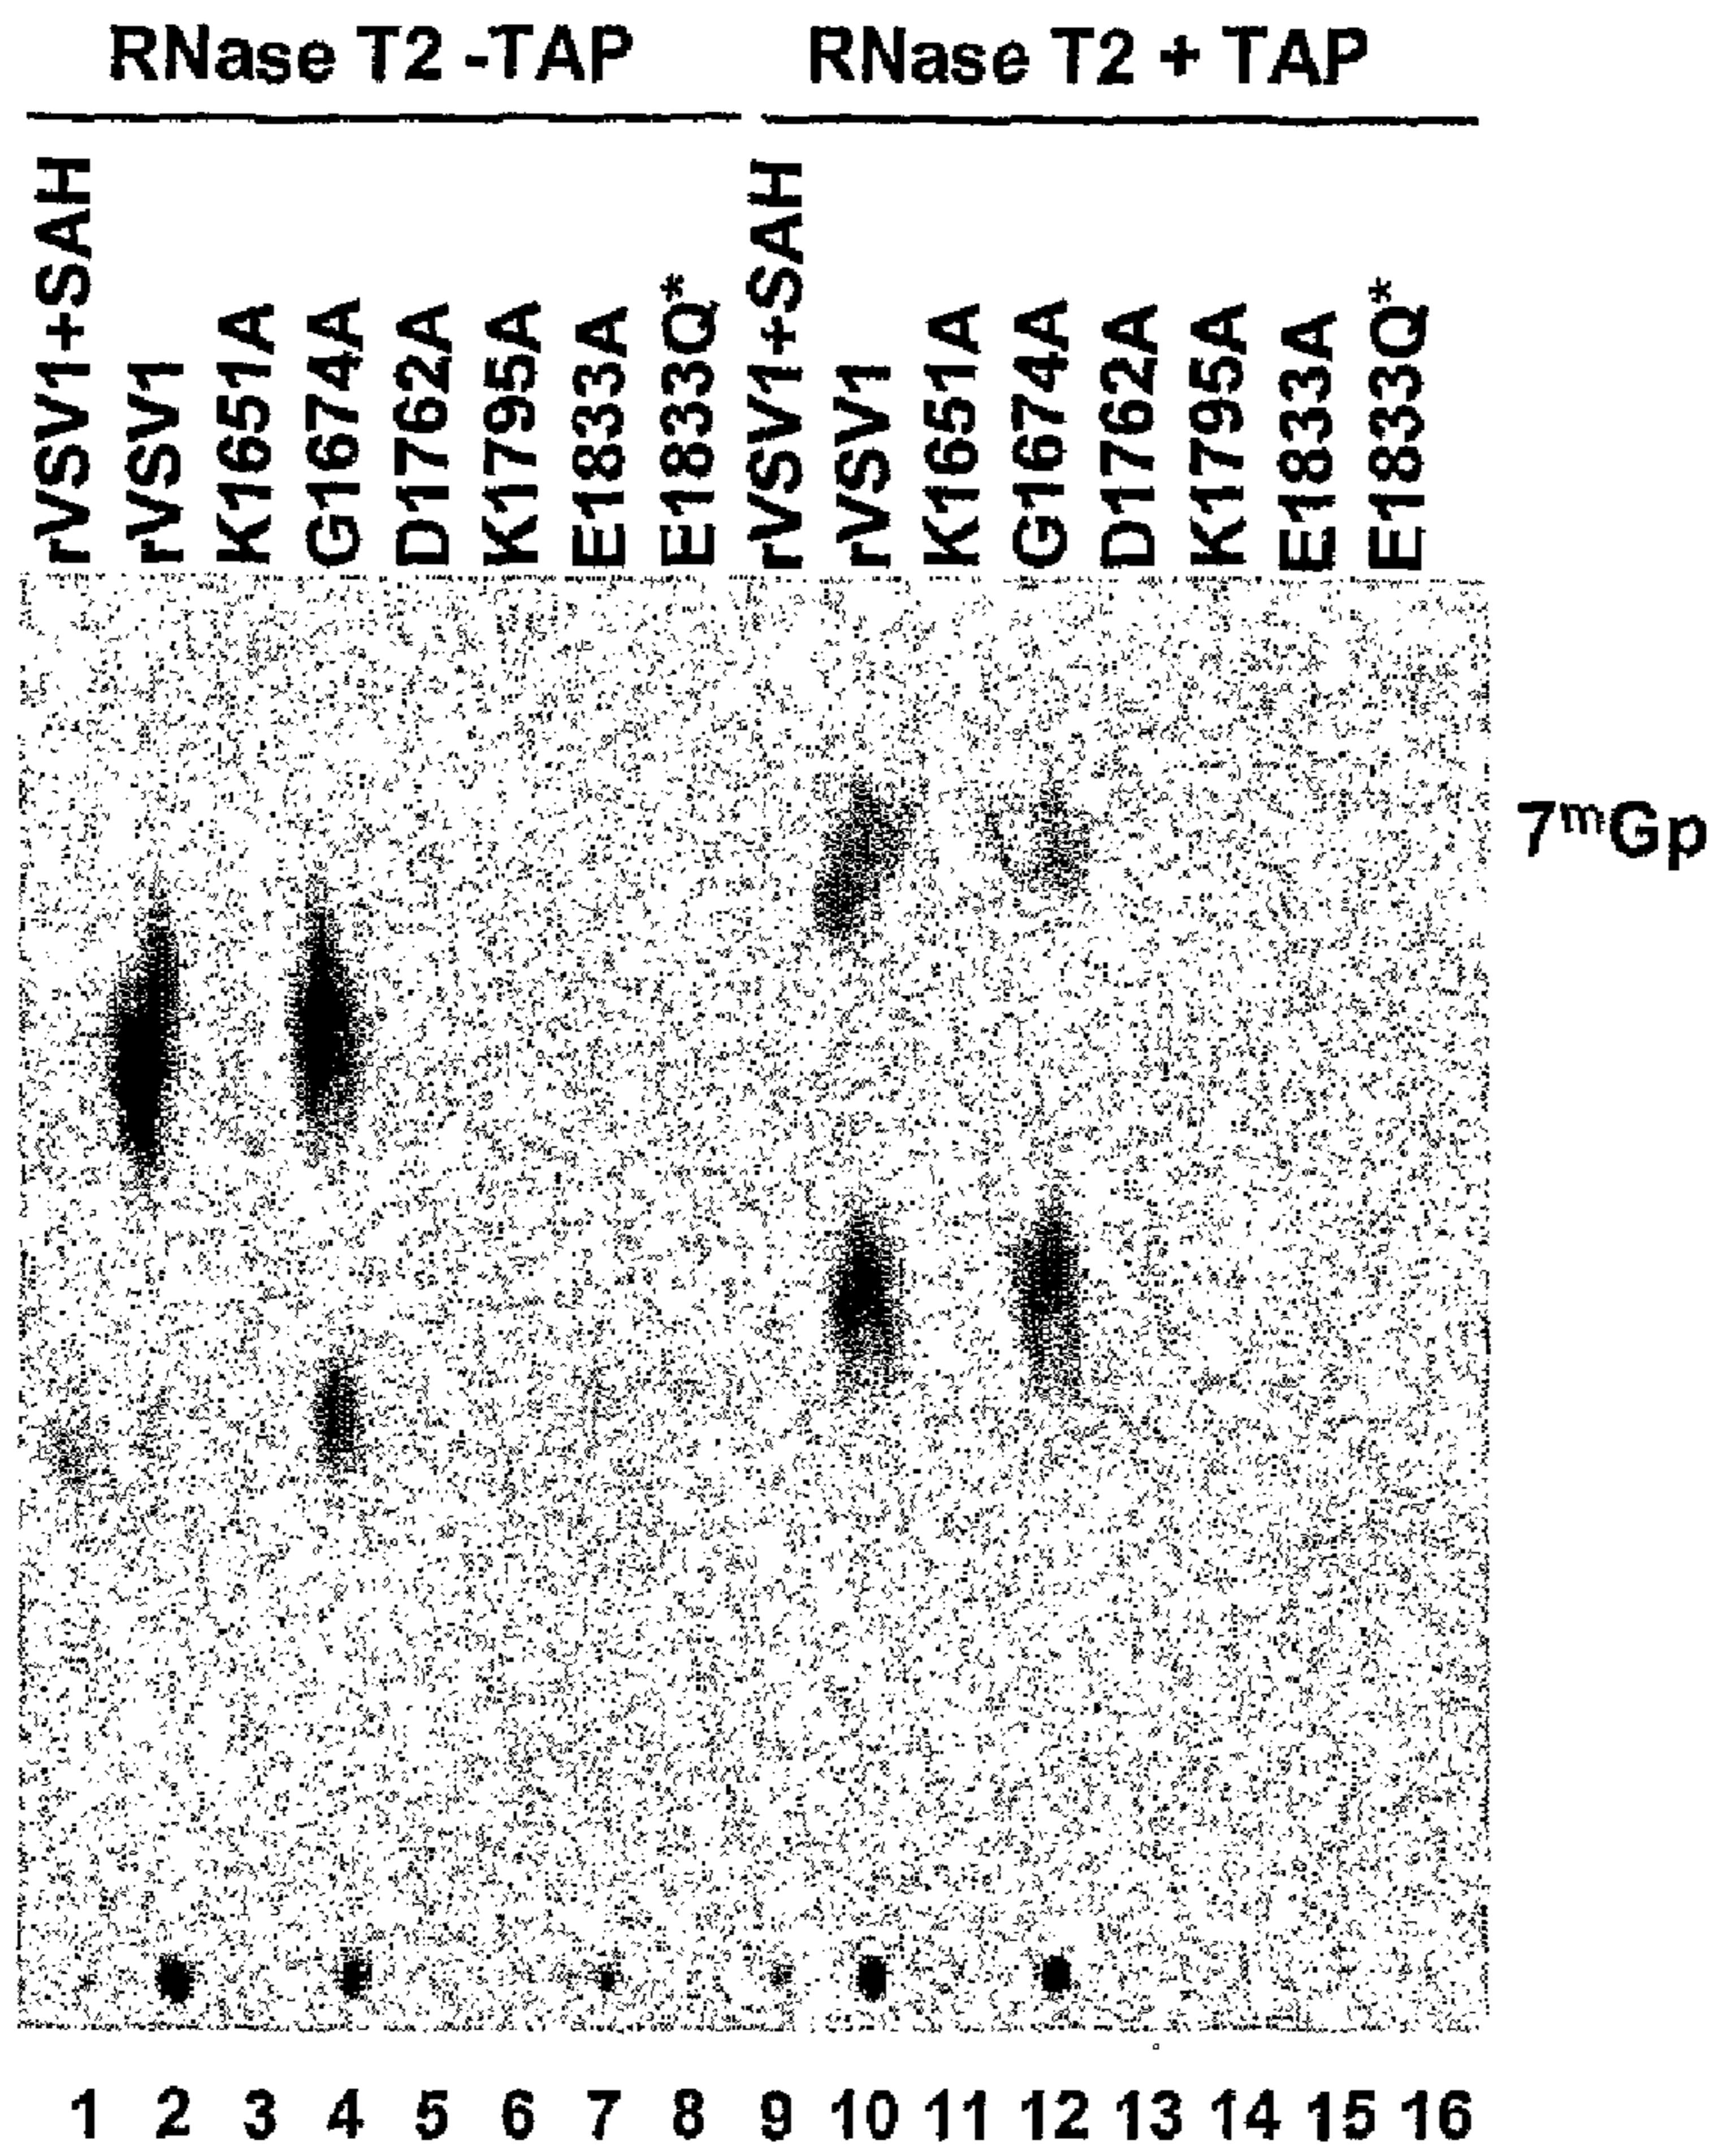 RNase T2 -TAP RNase T2 + TAP
rVSV1+SAH rVSV1 K1651A G1674A D1762A K1795A E1833A E1833Q* rVSV1+SAH rVSV1 K1651A G1674A D1762A K1795A E1833A E1833Q*
7mGp
1 2 3 4 5 6 7 8 9 10 11 12 13 14 15 16